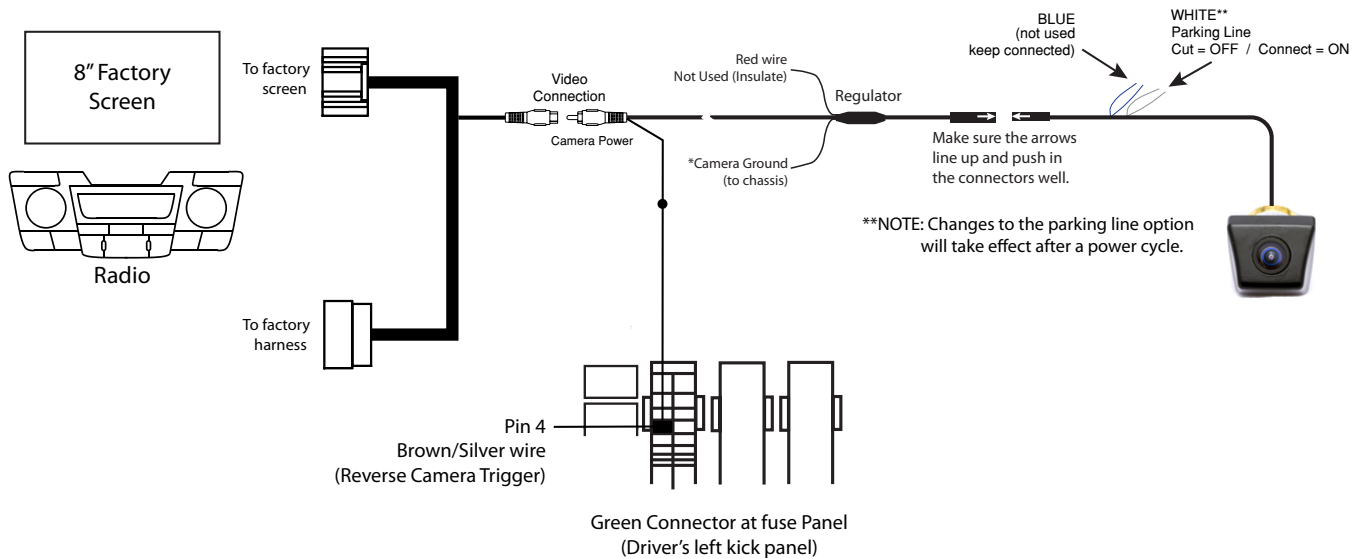 8" Factory
Screen
Radio
To factory
screen
To factory
harness
Video
Connection
Camera Power
Red wire
Not Used (Insulate)
Regulator
*Camera Ground
(to chassis)
Make sure the arrows
line up and push in
the connectors well.
BLUE
(not used
keep connected)
WHITE**
Parking Line
Cut = OFF / Connect = ON
**NOTE: Changes to the parking line option
will take effect after a power cycle.
Pin 4
Brown/Silver wire
(Reverse Camera Trigger)
Green Connector at fuse Panel
(Driver's left kick panel)